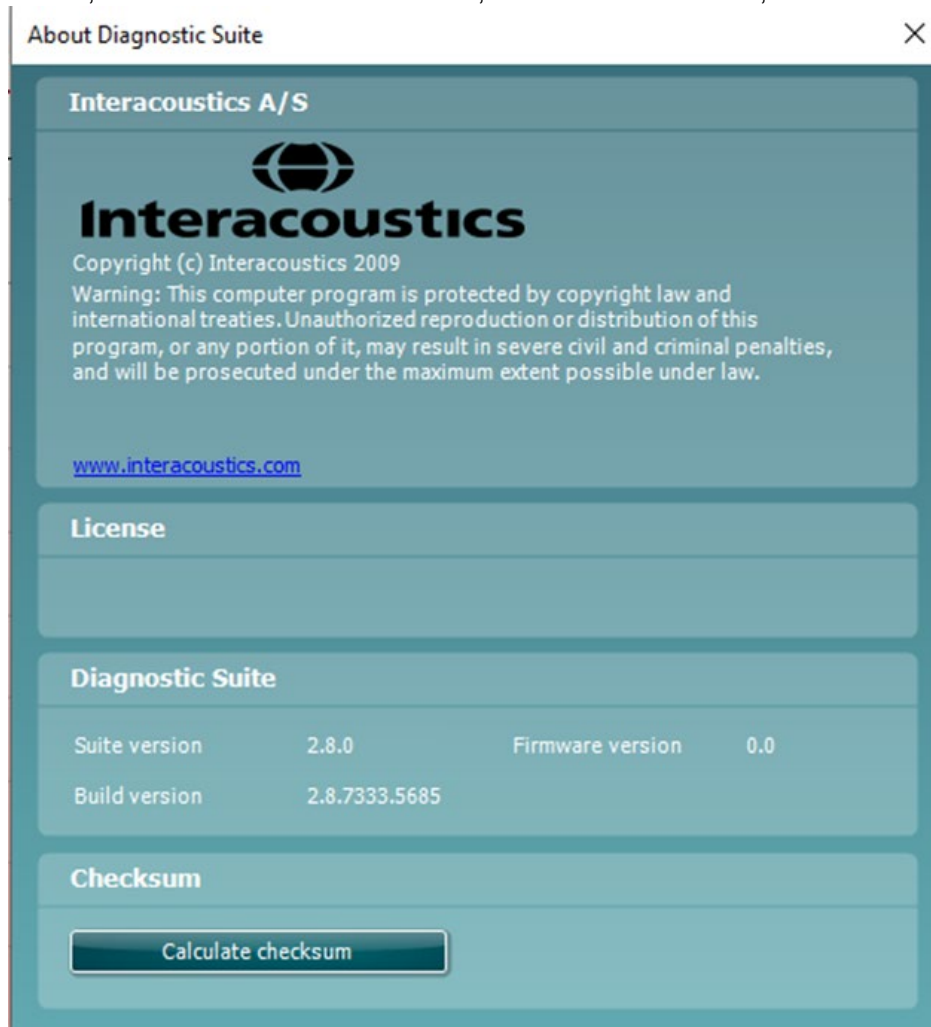 About Diagnostic Suite
Interacoustics A/S
Interacoustics
Copyright (c) Interacoustics 2009
Warning: This computer program is protected by copyright law and
international treaties. Unauthorized reproduction or distribution of this
program, or any portion of it, may result in severe civil and criminal penalties,
and will be prosecuted under the maximum extent possible under law.
www.interacoustics.com
License
Diagnostic Suite
Suite version 2.8.0 Firmware version 0.0
Build version 2.8.7333.5685
Checksum
Calculate checksum